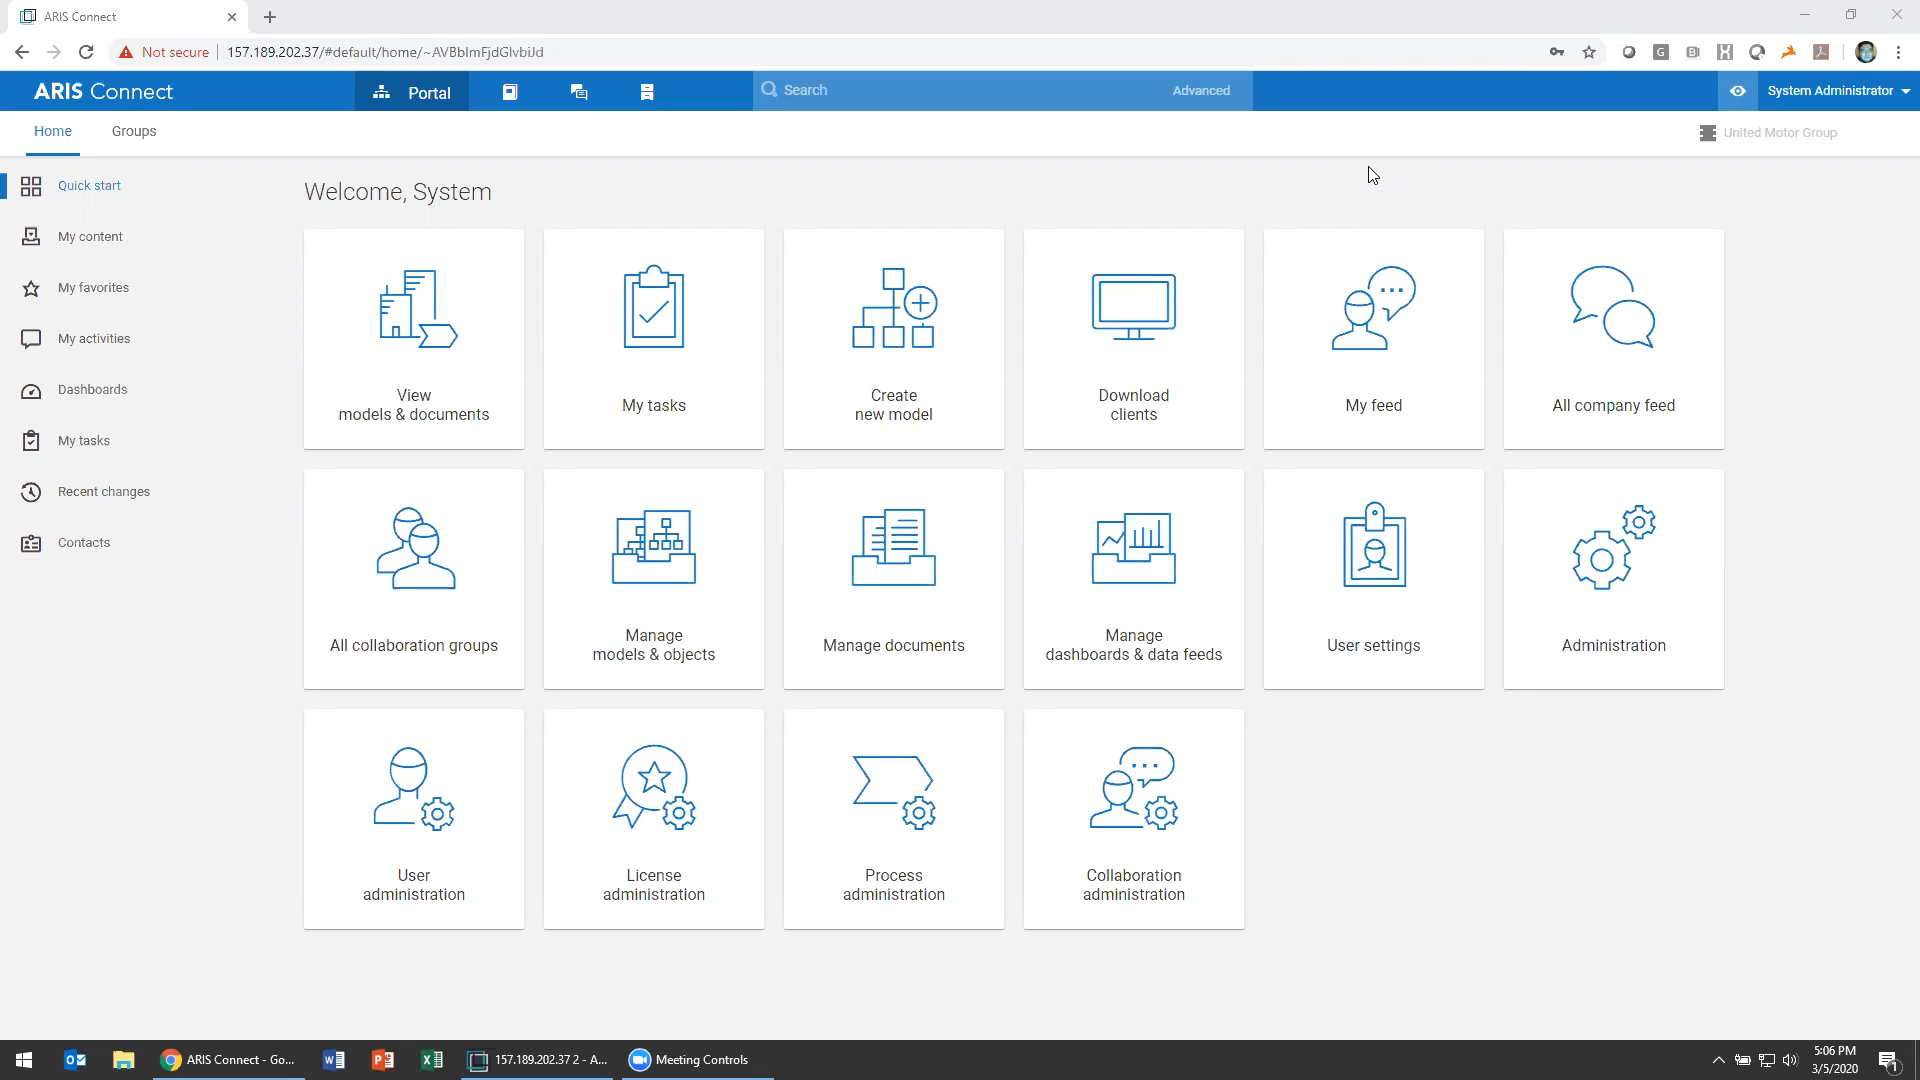 ARIS Connect
Not secure
157.189.202.37/#default/home/~AVBbImFjdGlvbiJd
ARIS Connect
Portal
Search
Advanced
System Administrator
Home
Groups
United Motor Group
Quick start
My content
My favorites
My activities
Dashboards
My tasks
Recent changes
Contacts
Welcome, System
View
models & documents
My tasks
Create
new model
Download
clients
My feed
All company feed
All collaboration groups
Manage
models & objects
Manage documents
Manage
dashboards & data feeds
User settings
Administration
User
administration
License
administration
Process
administration
Collaboration
administration
ARIS Connect - Go...
157.189.202.37 2 - A...
Meeting Controls
5:06 PM
3/5/2020
1